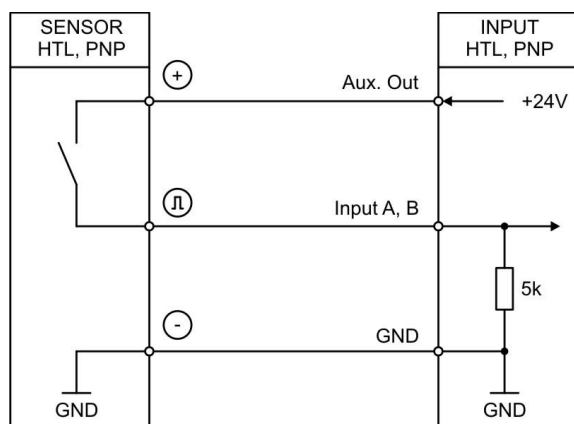 SENSOR
HTL, PNP
INPUT
HTL, PNP
+
Aux. Out
+24V
Input A, B
5k
-
GND
GND
GND